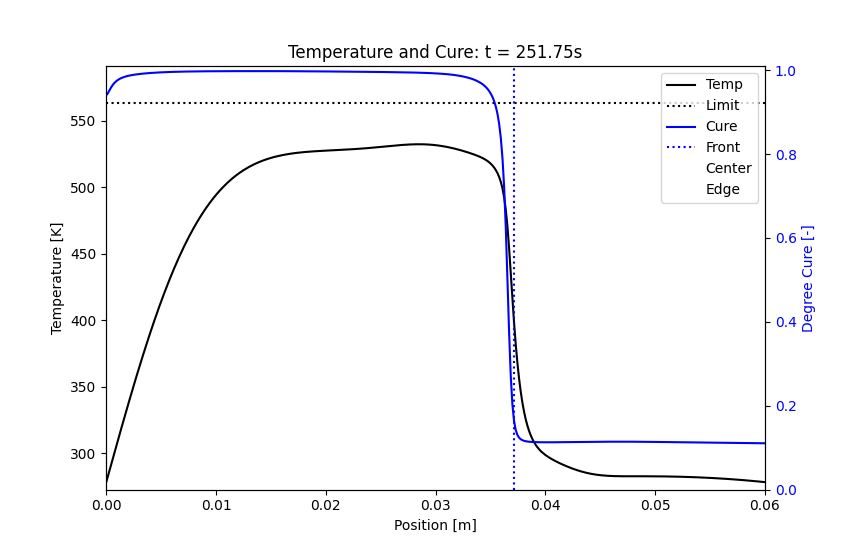 Temperature and Cure: t = 251.75s
Temp
Limit
Cure
Front
Center
Edge
Temperature [K]
550
500
450
400
350
300
Degree Cure [-]
1.0
0.8
0.6
0.4
0.2
0.0
0.00 0.01 0.02 0.03 0.04 0.05 0.06
Position [m]